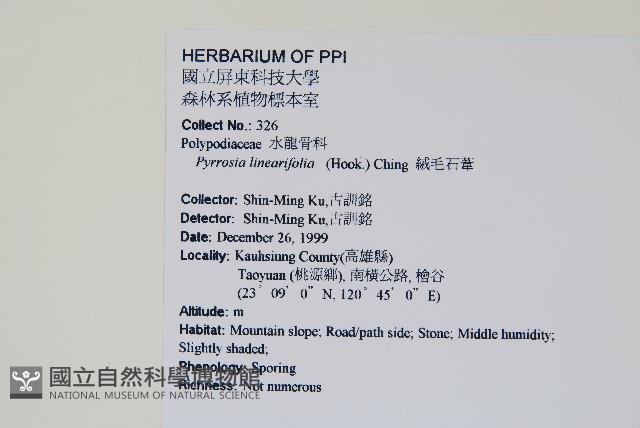 HERBARIUM OF PPI
國立屏東科技大學
森林系植物標本室
Collect No.: 326
Polypodiaceae 水龍骨科
Pyrrosia linearifolia (Hook.) Ching 絨毛石葦
Collector: Shin-Ming Ku,古訓銘
Detector: Shin-Ming Ku,古訓銘
Date: December 26, 1999
Locality: Kauhsiung County(高雄縣)
Taoyuan (桃源鄉), 南橫公路, 檜谷
(23° 09' 0" N, 120° 45' 0" E)
Altitude: m
Habitat: Mountain slope; Road/path side; Stone; Middle humidity;
Slightly shaded;
Phenology: Sporing
Richness: Not numerous
國立自然科學博物館
NATIONAL MUSEUM OF NATURAL SCIENCE